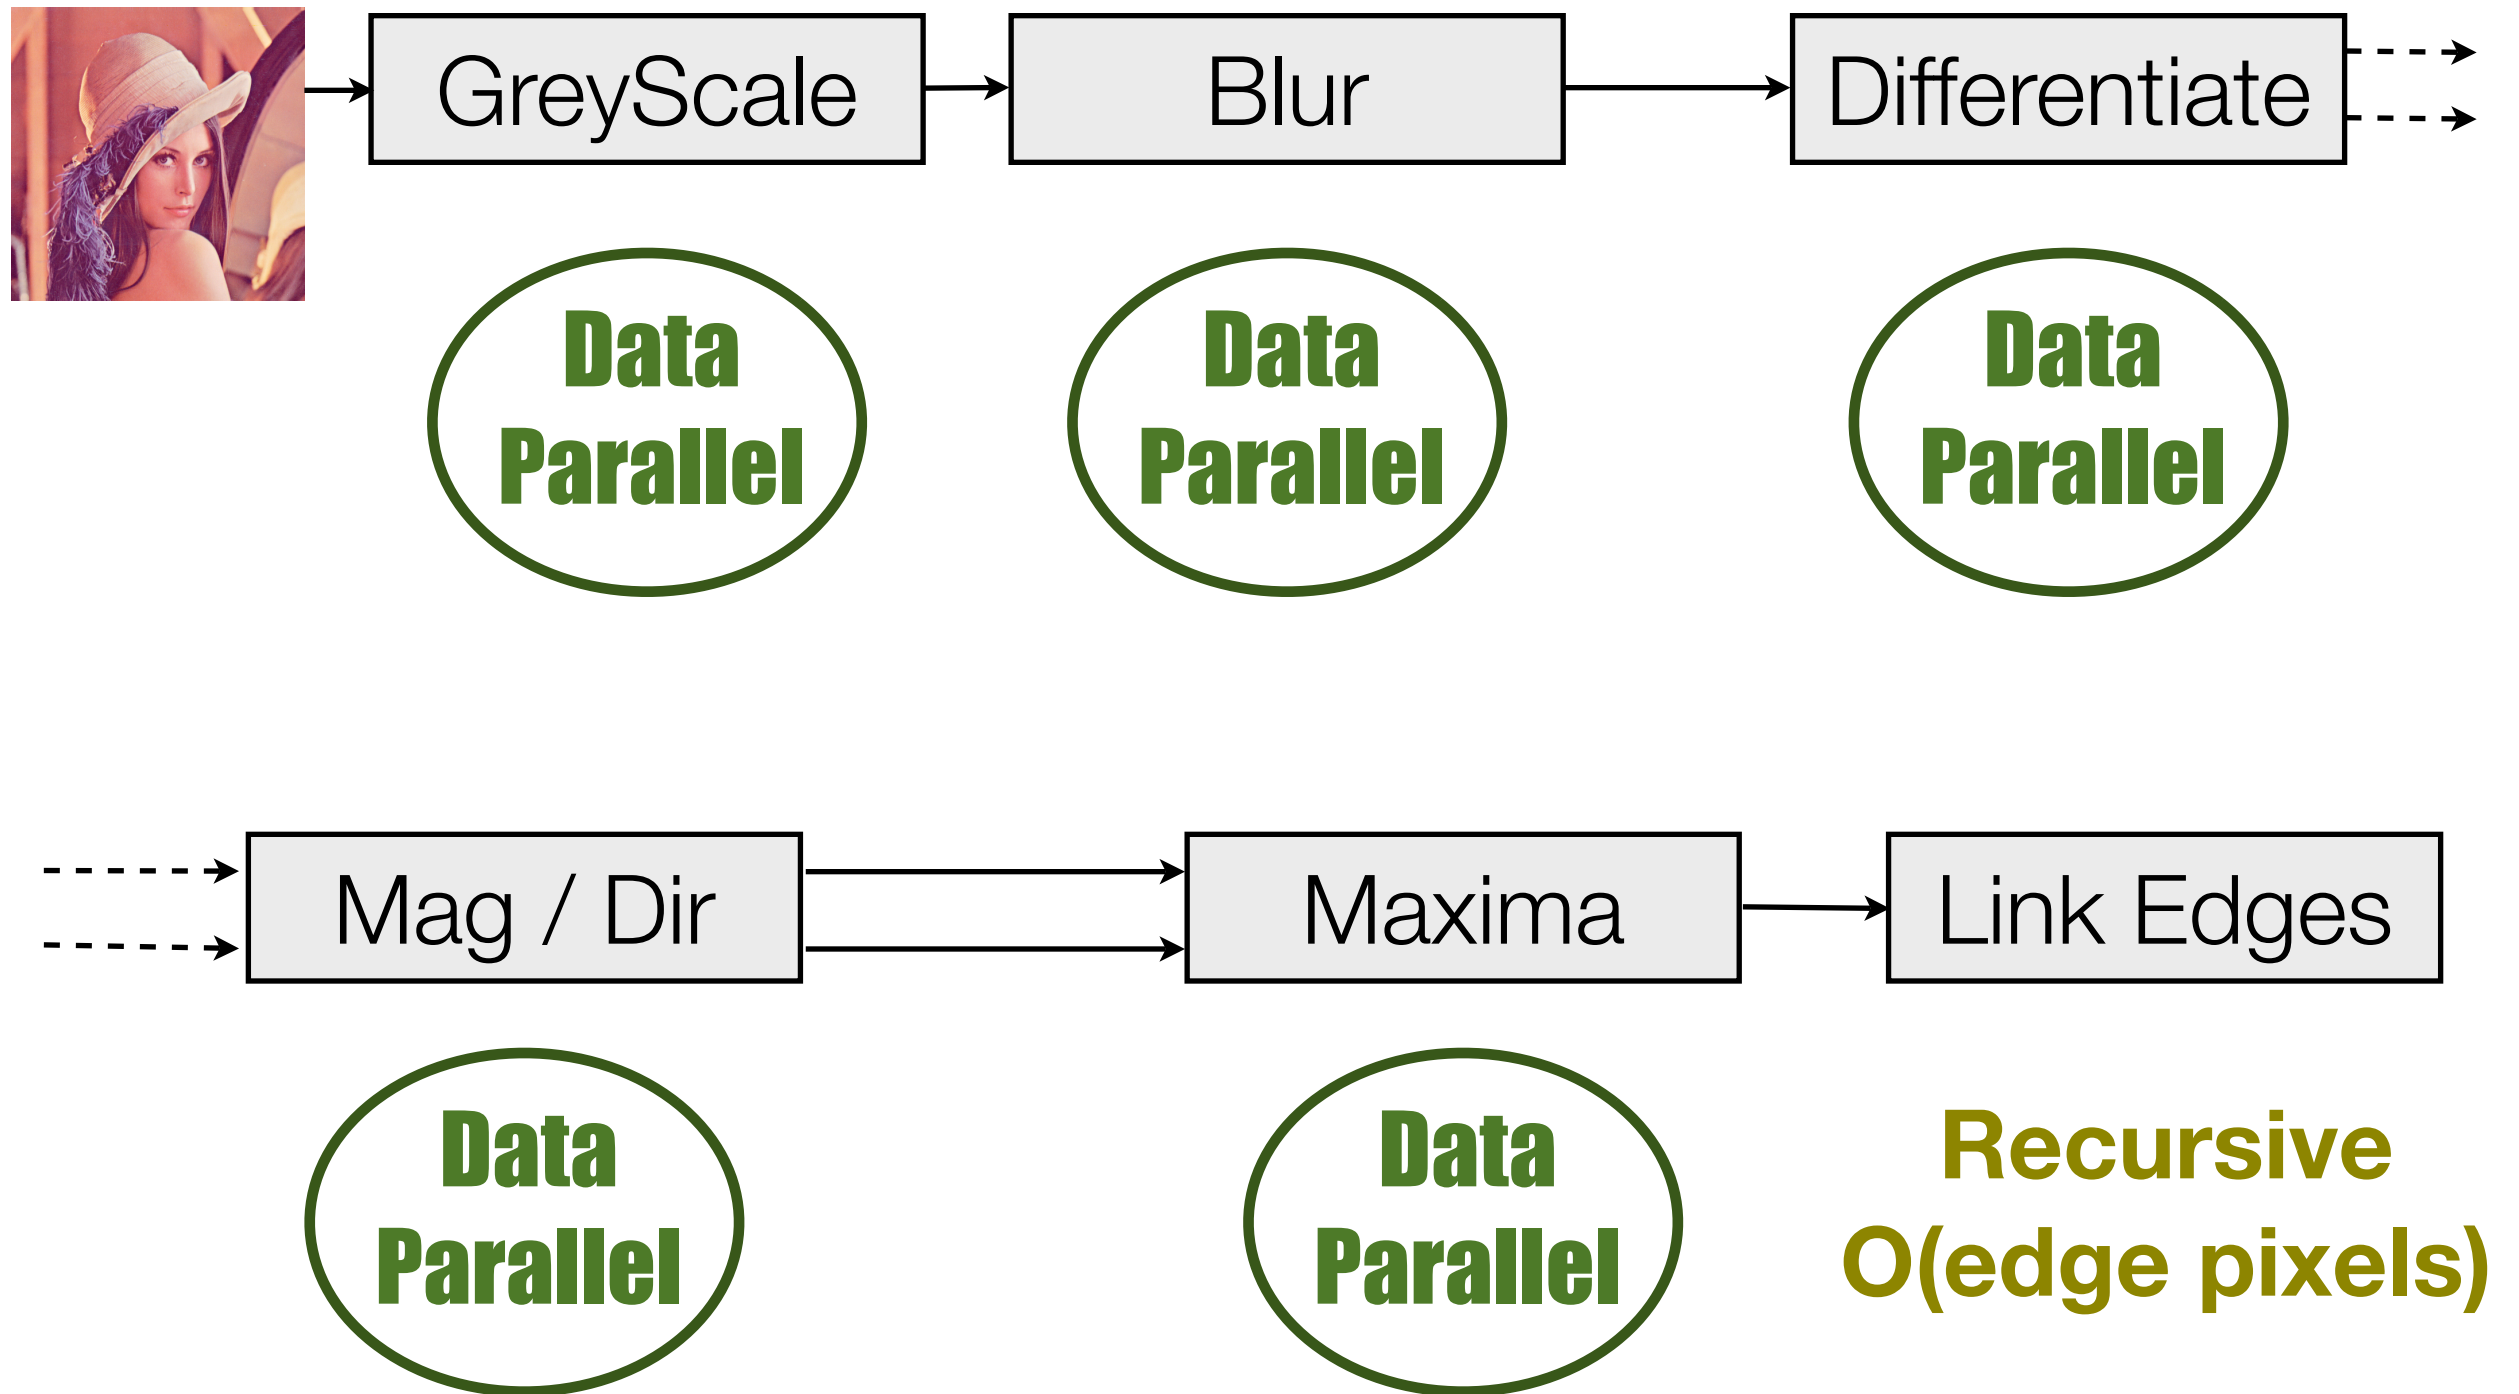 GreyScale
Blur
Differentiate
Data
Parallel
Data
Parallel
Data
Parallel
Mag / Dir
Maxima
Link Edges
Data
Parallel
Data
Parallel
Recursive
O(edge pixels)